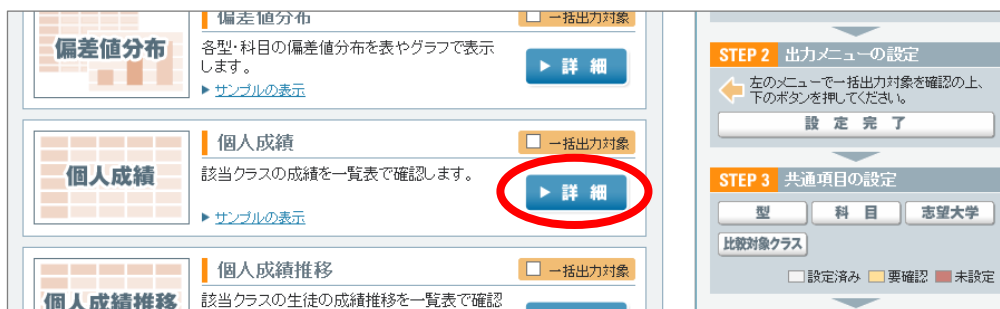 偏差値分布
偏差値分布
一括出力対象
各型・科目の偏差値分布を表やグラフで表示
します。
詳 細
サンプルの表示
個人成績
個人成績
一括出力対象
該当クラスの成績を一覧表で確認します。
詳 細
サンプルの表示
個人成績推移
個人成績推移
一括出力対象
該当クラスの生徒の成績推移を一覧表で確認
STEP 2 出力メニューの設定
左のメニューで一括出力対象を確認の上、
下のボタンを押してください。
設 定 完 了
STEP 3 共通項目の設定
型 科 目 志望大学
比較対象クラス
設定済み 要確認 未設定